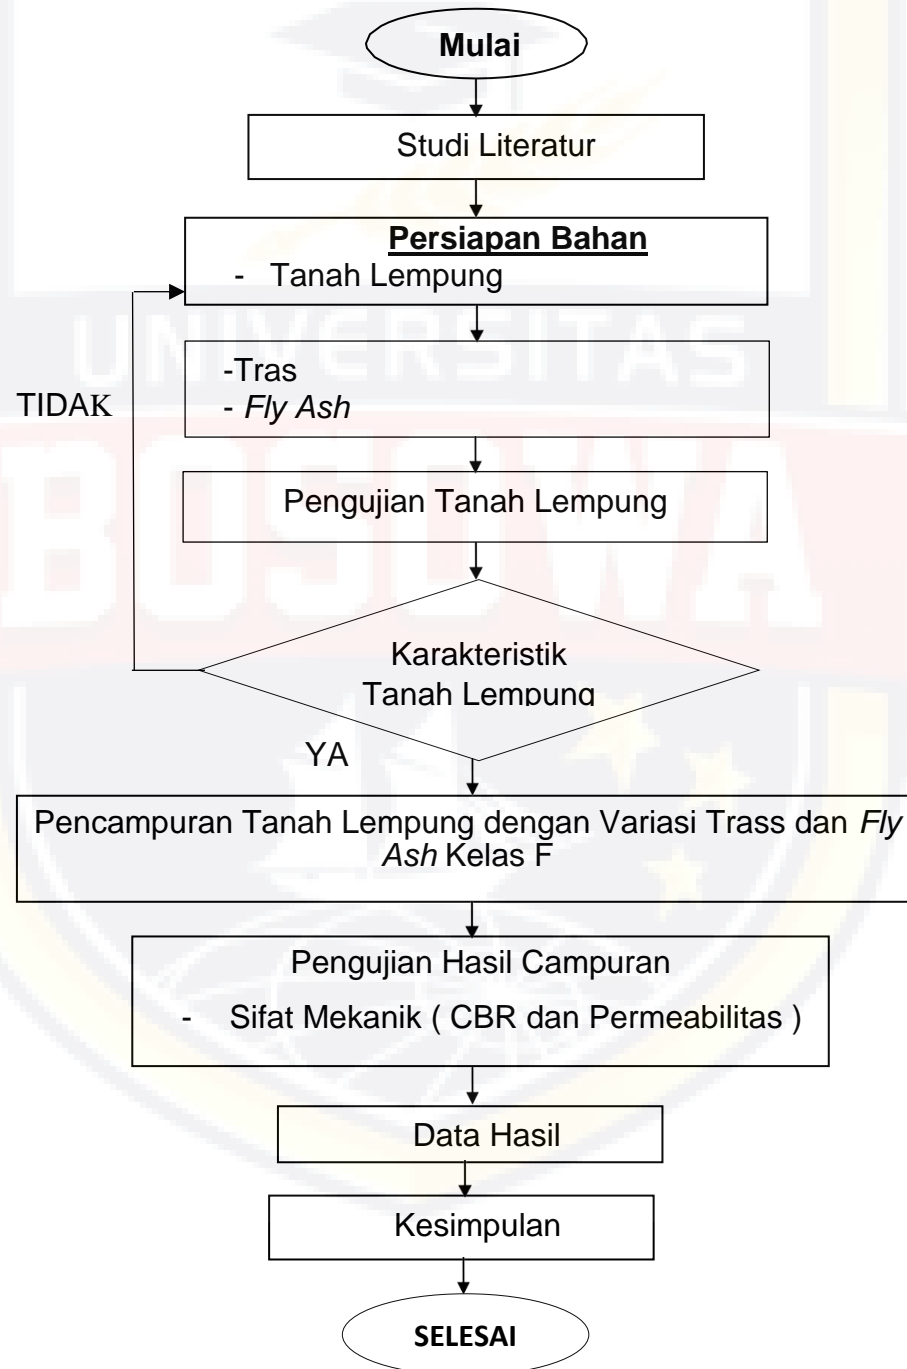 Mulai
Studi Literatur
Persiapan Bahan
- Tanah Lempung
-Tras
- Fly Ash
TIDAK
Pengujian Tanah Lempung
Karakteristik
Tanah Lempung
YA
Pencampuran Tanah Lempung dengan Variasi Trass dan Fly
Ash Kelas F
Pengujian Hasil Campuran
- Sifat Mekanik ( CBR dan Permeabilitas )
Data Hasil
Kesimpulan
SELESAI
UNIVERSITAS
BOSOWA